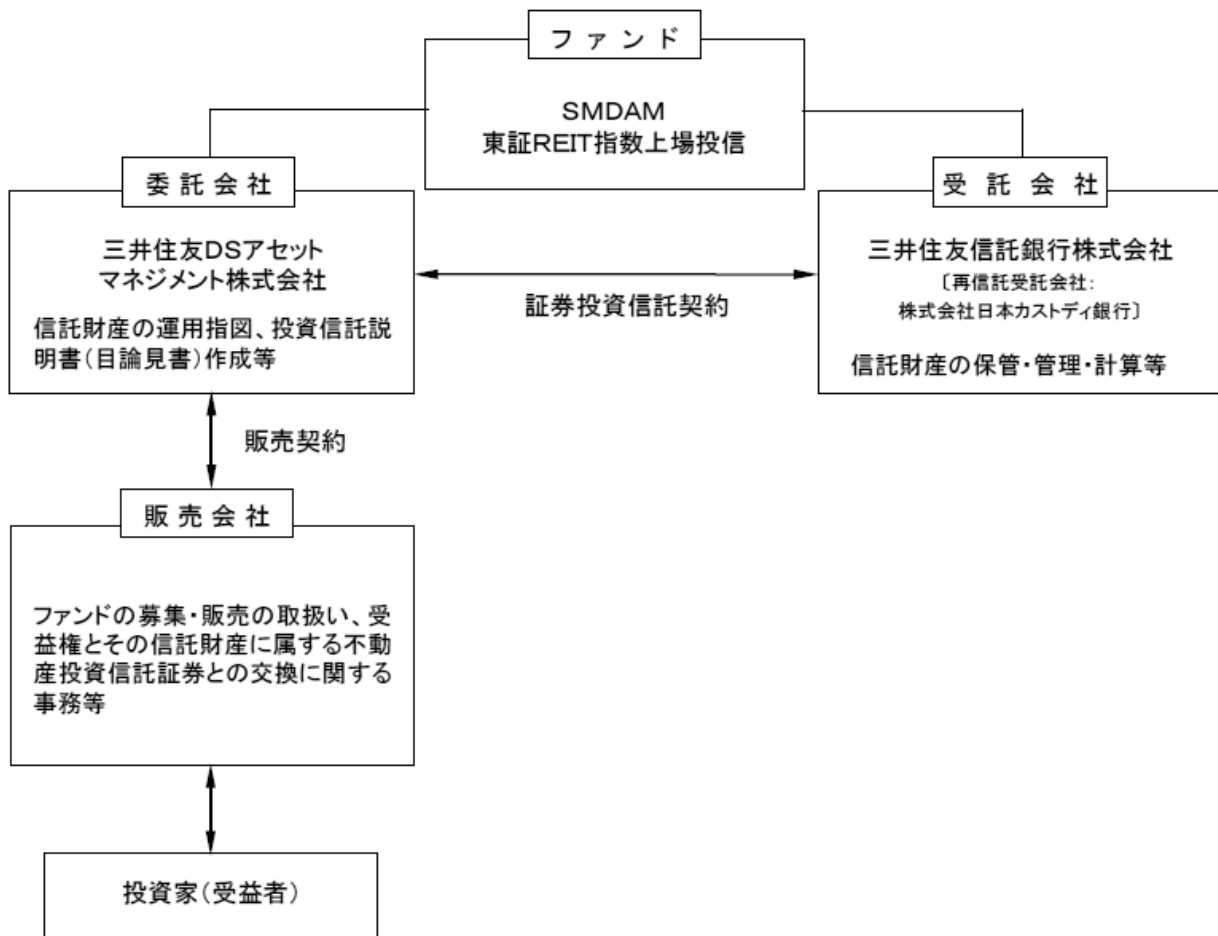 ファンド
SMDAM
東証REIT指数上場投信
委託会社
三井住友DSアセット
マネジメント株式会社
信託財産の運用指図、投資信託説
明書(目論見書)作成等
証券投資信託契約
受託会社
三井住友信託銀行株式会社
〔再信託受託会社:
株式会社日本カストディ銀行〕
信託財産の保管・管理・計算等
販売契約
販売会社
ファンドの募集・販売の取扱い、受
益権とその信託財産に属する不動
産投資信託証券との交換に関する
事務等
投資家(受益者)